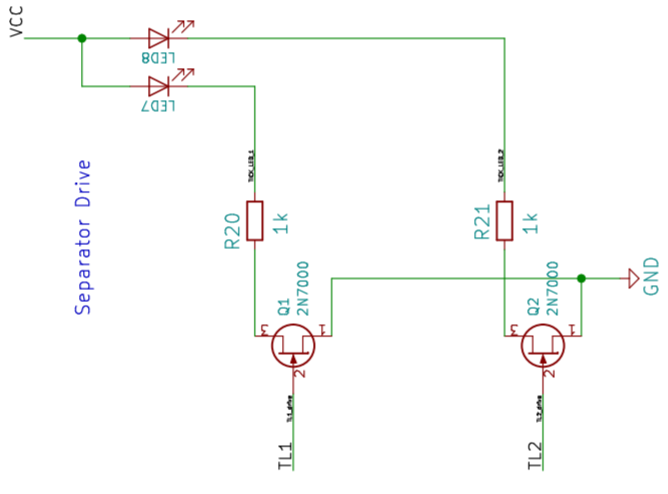 VCC
LED8
LED7
Separator Drive
R20
1k
R21
1k
Q1
2N7000
Q2
2N7000
GND
3
1
2
3
1
2
TL1
TL2